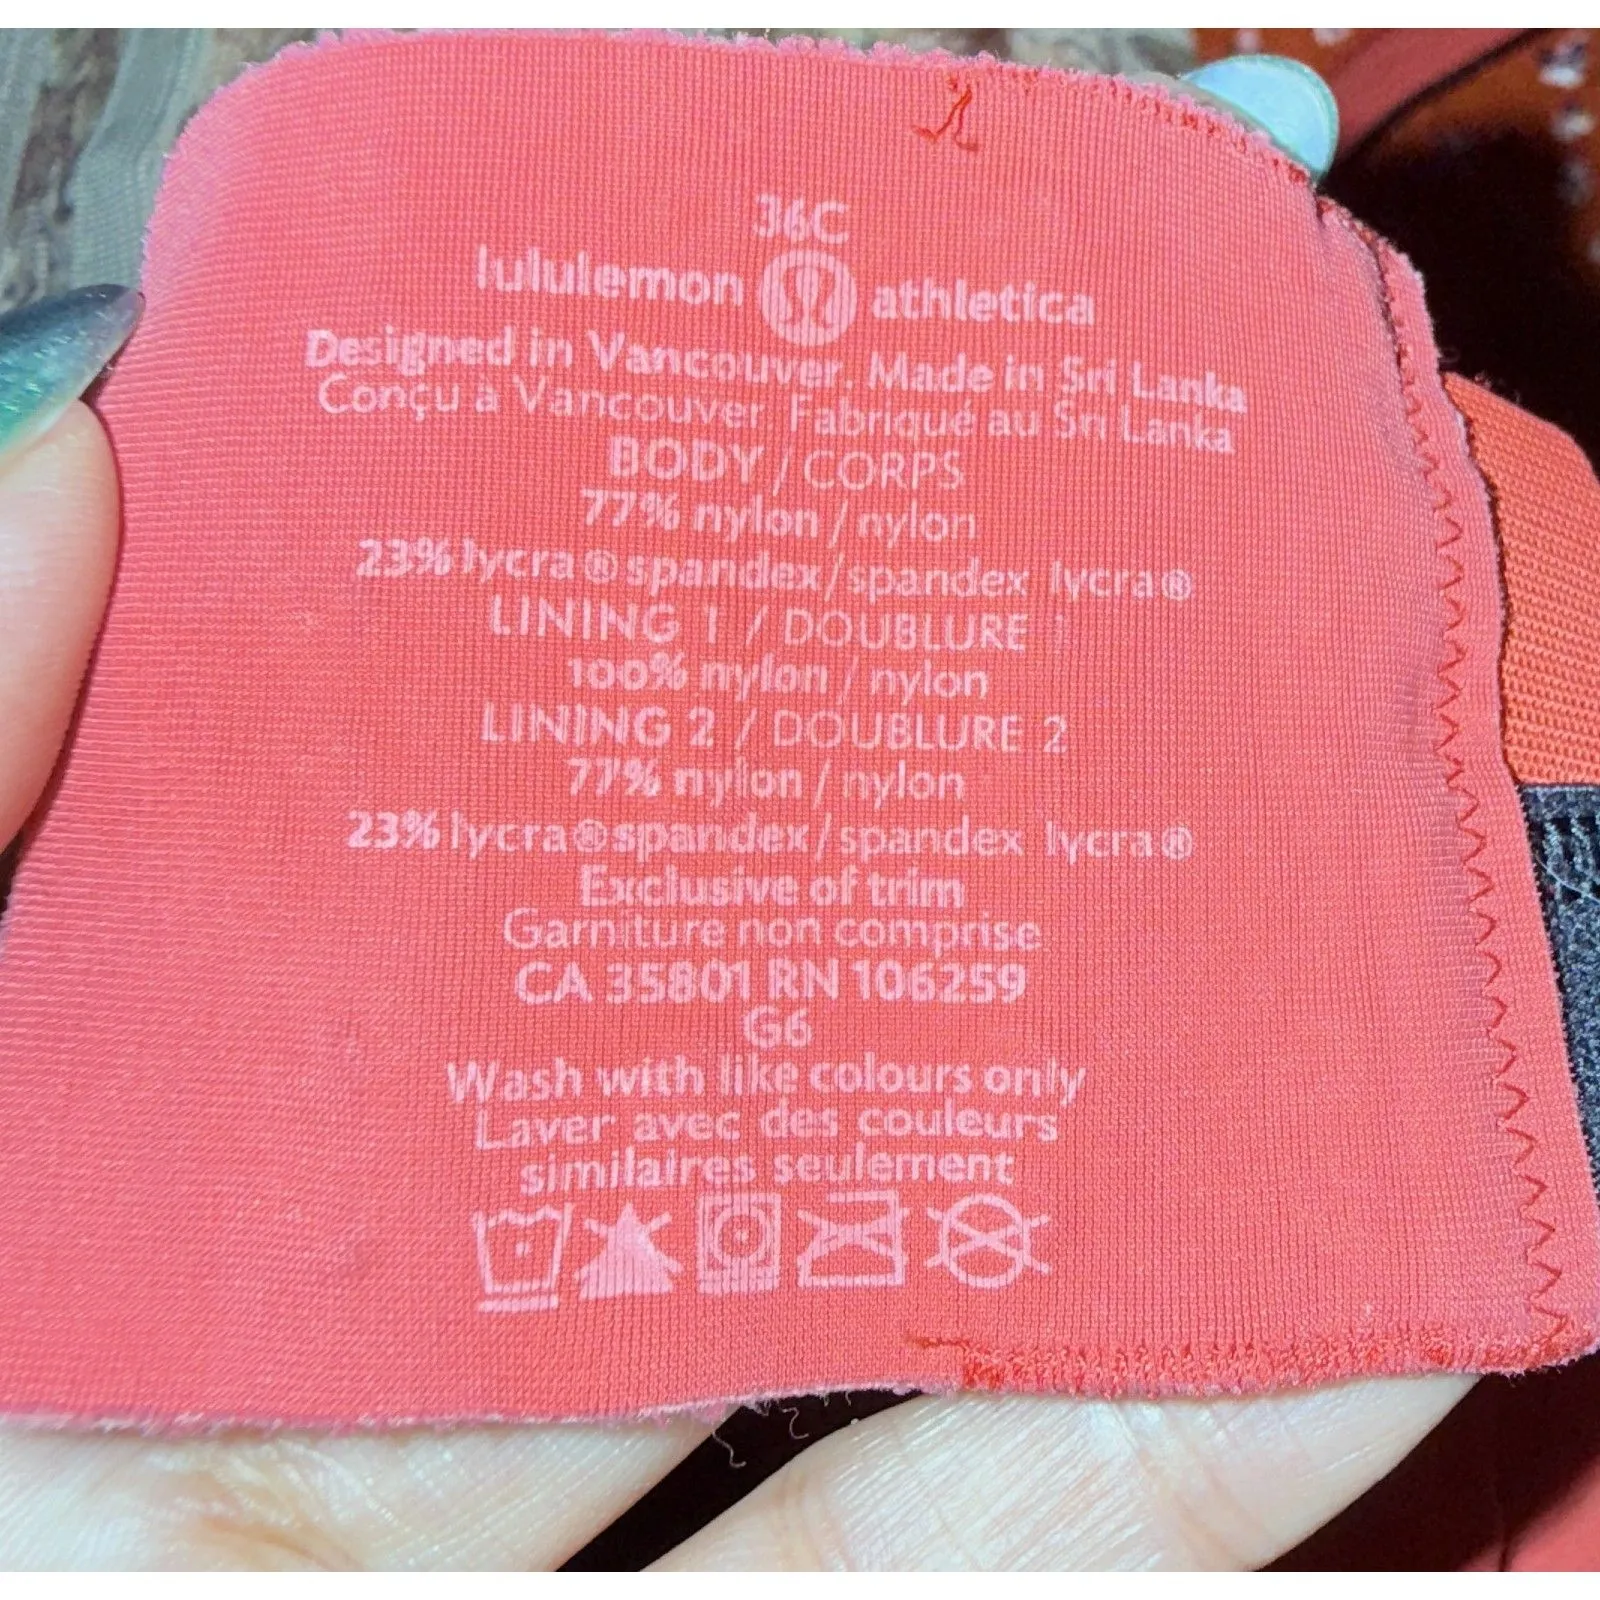 36C
lululemon athletica
Designed in Vancouver. Made in Sri Lanka
Conçu à Vancouver Fabriqué au Sri Lanka
BODY / CORPS
77% nylon / nylon
23% lycra® spandex/spandex lycra®
LINING 1 / DOUBLURE 1
100% nylon / nylon
LINING 2 / DOUBLURE 2
77% nylon / nylon
23% lycra® spandex/spandex lycra®
Exclusive of trim
Garniture non comprise
CA 35801 RN 106259
G6
Wash with like colours only
Laver avec des couleurs
similaires seulement